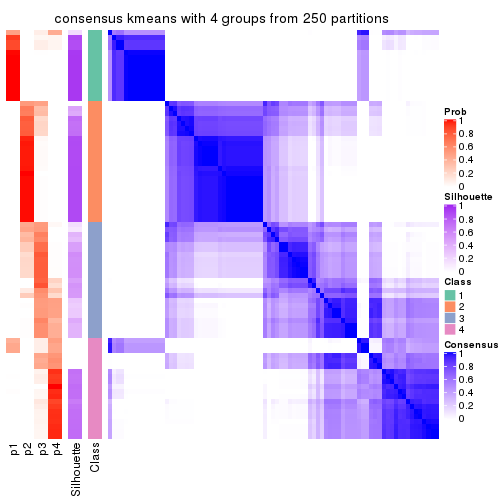 consensus kmeans with 4 groups from 250 partitions
Prob
1
0.8
0.6
0.4
0.2
0
Silhouette
1
0.8
0.6
0.4
0.2
0
Class
1
2
3
4
Consensus
1
0.8
0.6
0.4
0.2
0
p1
p2
p3
p4
Silhouette
Class